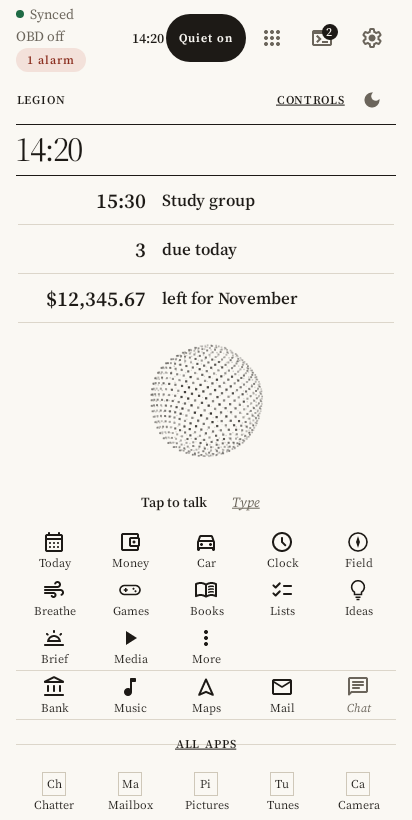 Synced
OBD off
1 alarm
14:20
Quiet on
2
LEGION
CONTROLS
14:20
15:30 Study group
3 due today
$12,345.67 left for November
Tap to talk Type
Today Money Car Clock Field
Breathe Games Books Lists Ideas
Brief Media More
Bank Music Maps Mail Chat
ALL APPS
Ch Ma Pi Tu Ca
Chatter Mailbox Pictures Tunes Camera